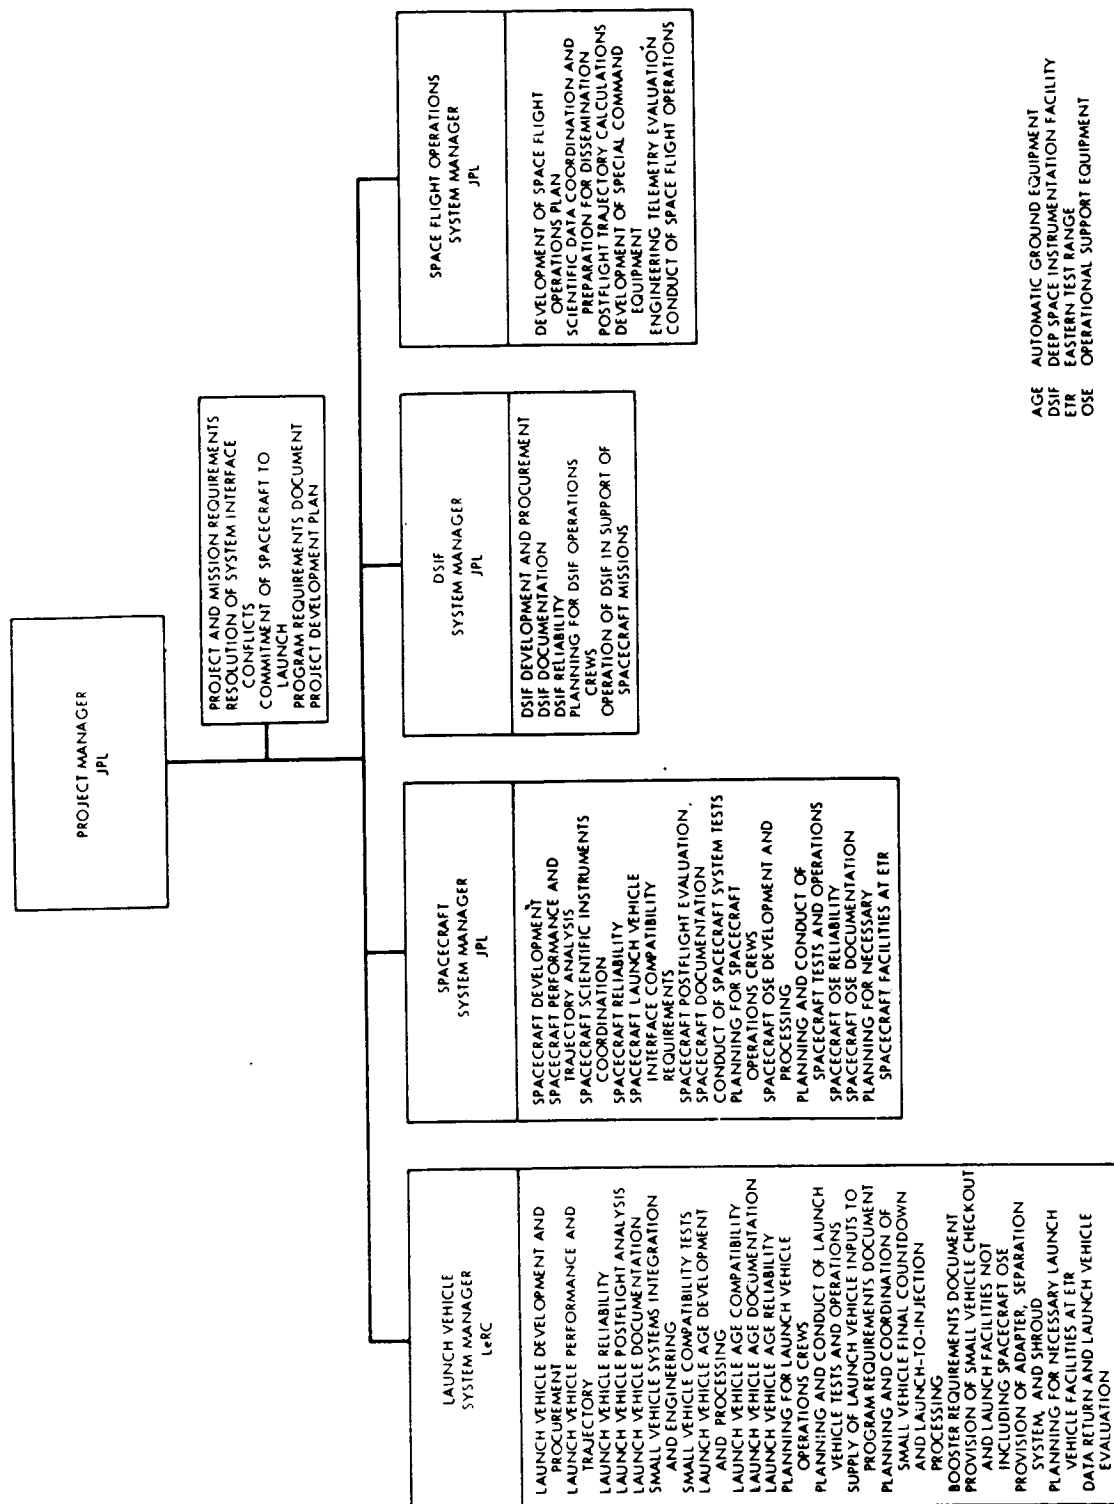 PROJECT MANAGER
JPL
PROJECT AND MISSION REQUIREMENTS
RESOLUTION OF SYSTEM INTERFACE
CONFLICTS
COMMITMENT OF SPACECRAFT TO
LAUNCH
PROGRAM REQUIREMENTS DOCUMENT
PROJECT DEVELOPMENT PLAN
LAUNCH VEHICLE
SYSTEM MANAGER
LeRC
LAUNCH VEHICLE DEVELOPMENT AND
PROCUREMENT
LAUNCH VEHICLE PERFORMANCE AND
TRAJECTORY
LAUNCH VEHICLE RELIABILITY
LAUNCH VEHICLE POSTFLIGHT ANALYSIS
LAUNCH VEHICLE DOCUMENTATION
SMALL VEHICLE SYSTEMS INTEGRATION
AND ENGINEERING
SMALL VEHICLE COMPATIBILITY TESTS
LAUNCH VEHICLE AGE DEVELOPMENT
AND PROCESSING
LAUNCH VEHICLE AGE COMPATIBILITY
LAUNCH VEHICLE AGE DOCUMENTATION
LAUNCH VEHICLE AGE RELIABILITY
PLANNING FOR LAUNCH VEHICLE
OPERATIONS CREWS
PLANNING AND CONDUCT OF LAUNCH
VEHICLE TESTS AND OPERATIONS
SUPPLY OF LAUNCH VEHICLE INPUTS TO
PROGRAM REQUIREMENTS DOCUMENT
PLANNING AND COORDINATION OF
SMALL VEHICLE FINAL COUNTDOWN
AND LAUNCH-TO-INJECTION
PROCESSING
BOOSTER REQUIREMENTS DOCUMENT
PROVISION OF SMALL VEHICLE CHECKOUT
AND LAUNCH FACILITIES NOT
INCLUDING SPACECRAFT OSE
PROVISION OF ADAPTER, SEPARATION
SYSTEM, AND SHROUD
PLANNING FOR NECESSARY LAUNCH
VEHICLE FACILITIES AT ETR
DATA RETURN AND LAUNCH VEHICLE
EVALUATION
SPACECRAFT
SYSTEM MANAGER
JPL
SPACECRAFT DEVELOPMENT
SPACECRAFT PERFORMANCE AND
TRAJECTORY ANALYSIS
SPACECRAFT SCIENTIFIC INSTRUMENTS
COORDINATION
SPACECRAFT RELIABILITY
SPACECRAFT LAUNCH VEHICLE
INTERFACE COMPATIBILITY
REQUIREMENTS
SPACECRAFT POSTFLIGHT EVALUATION,
SPACECRAFT DOCUMENTATION
CONDUCT OF SPACECRAFT SYSTEM TESTS
PLANNING FOR SPACECRAFT
OPERATIONS CREWS
SPACECRAFT OSE DEVELOPMENT AND
PROCESSING
PLANNING AND CONDUCT OF
SPACECRAFT TESTS AND OPERATIONS
SPACECRAFT OSE RELIABILITY
SPACECRAFT OSE DOCUMENTATION
PLANNING FOR NECESSARY
SPACECRAFT FACILITIES AT ETR
DSIF
SYSTEM MANAGER
JPL
DSIF DEVELOPMENT AND PROCUREMENT
DSIF DOCUMENTATION
DSIF RELIABILITY
PLANNING FOR DSIF OPERATIONS
CREWS
OPERATION OF DSIF IN SUPPORT OF
SPACECRAFT MISSIONS
SPACE FLIGHT OPERATIONS
SYSTEM MANAGER
JPL
DEVELOPMENT OF SPACE FLIGHT
OPERATIONS PLAN
SCIENTIFIC DATA COORDINATION AND
PREPARATION FOR DISSEMINATION
POSTFLIGHT TRAJECTORY CALCULATIONS
DEVELOPMENT OF SPECIAL COMMAND
EQUIPMENT
ENGINEERING TELEMETRY EVALUATION
CONDUCT OF SPACE FLIGHT OPERATIONS
AGE AUTOMATIC GROUND EQUIPMENT
DSIF DEEP SPACE INSTRUMENTATION FACILITY
ETR EASTERN TEST RANGE
OSE OPERATIONAL SUPPORT EQUIPMENT